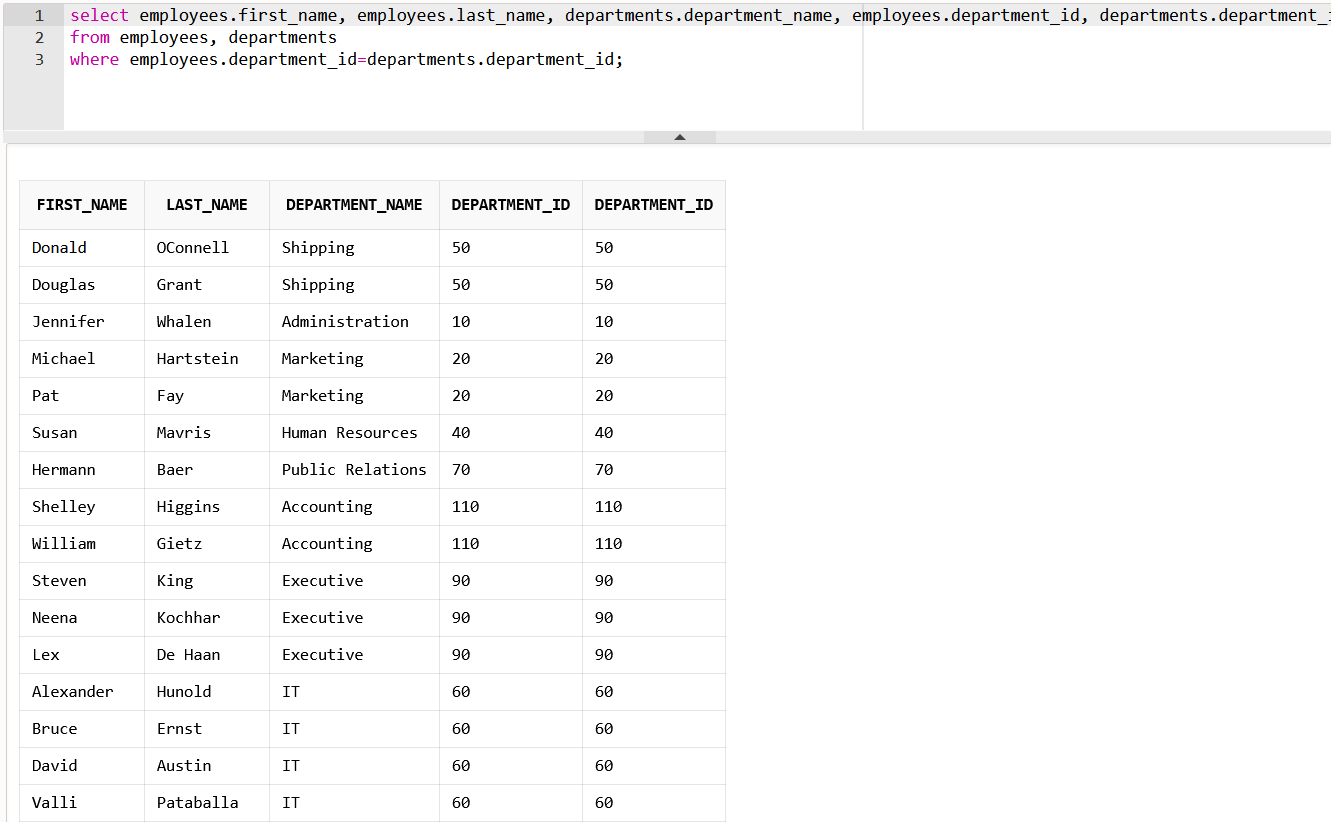 1 select employees.first_name, employees.last_name, departments.department_name, employees.department_id, departments.department_
2 from employees, departments
3 where employees.department_id=departments.department_id;
FIRST_NAME LAST_NAME DEPARTMENT_NAME DEPARTMENT_ID DEPARTMENT_ID
Donald OConnell Shipping 50 50
Douglas Grant Shipping 50 50
Jennifer Whalen Administration 10 10
Michael Hartstein Marketing 20 20
Pat Fay Marketing 20 20
Susan Mavris Human Resources 40 40
Hermann Baer Public Relations 70 70
Shelley Higgins Accounting 110 110
William Gietz Accounting 110 110
Steven King Executive 90 90
Neena Kochhar Executive 90 90
Lex De Haan Executive 90 90
Alexander Hunold IT 60 60
Bruce Ernst IT 60 60
David Austin IT 60 60
Valli Pataballa IT 60 60